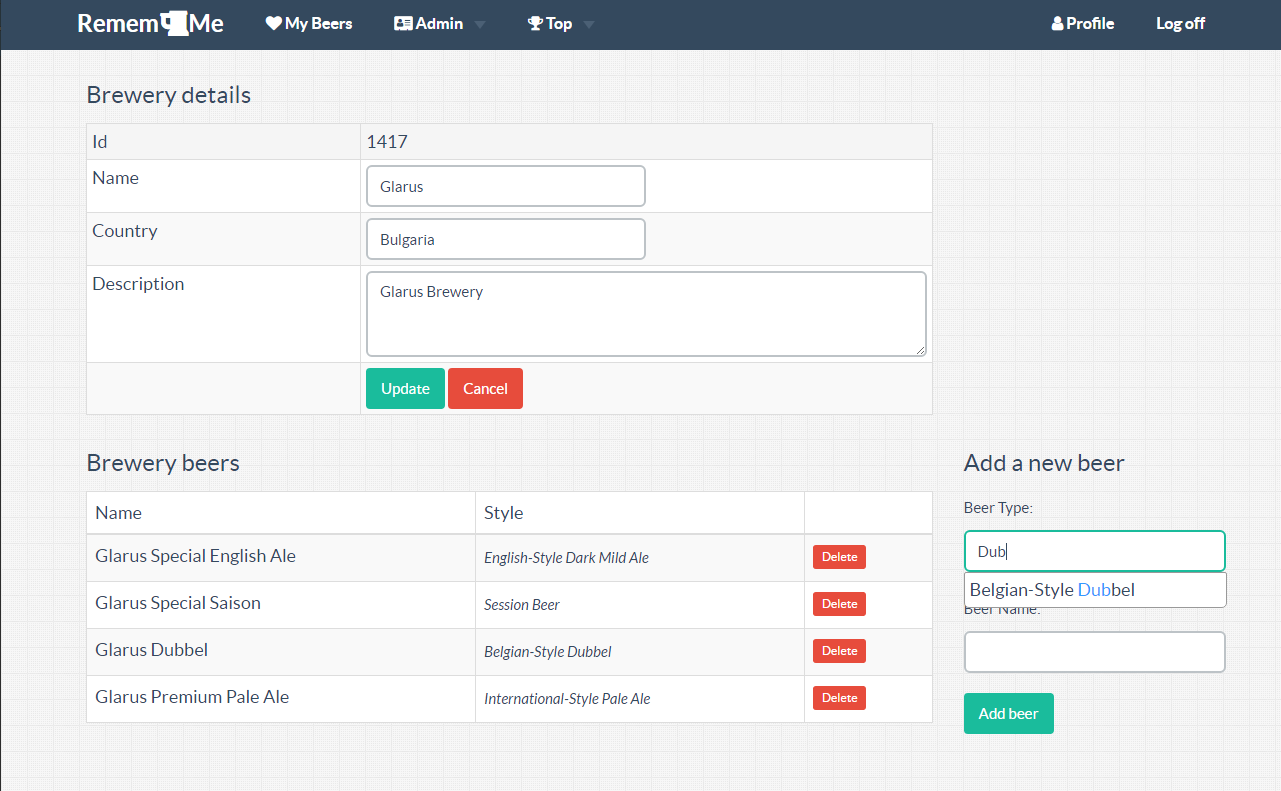 Remem Me My Beers Admin Top Profile Log off
Brewery details
Id 1417
Name Glarus
Country Bulgaria
Description Glarus Brewery
Update Cancel
Brewery beers
Name Style
Glarus Special English Ale English-Style Dark Mild Ale Delete
Glarus Special Saison Session Beer Delete
Glarus Dubbel Belgian-Style Dubbel Delete
Glarus Premium Pale Ale International-Style Pale Ale Delete
Add a new beer
Beer Type:
Dub
Belgian-Style Dubbel
Beer Name:
Add beer